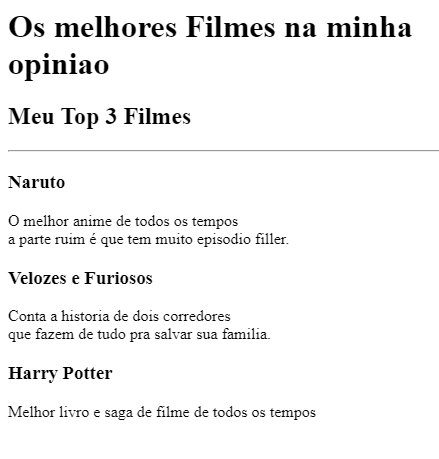 Os melhores Filmes na minha
opiniao
Meu Top 3 Filmes
Naruto
O melhor anime de todos os tempos
a parte ruim é que tem muito episodio filler.
Velozes e Furiosos
Conta a historia de dois corredores
que fazem de tudo pra salvar sua familia.
Harry Potter
Melhor livro e saga de filme de todos os tempos